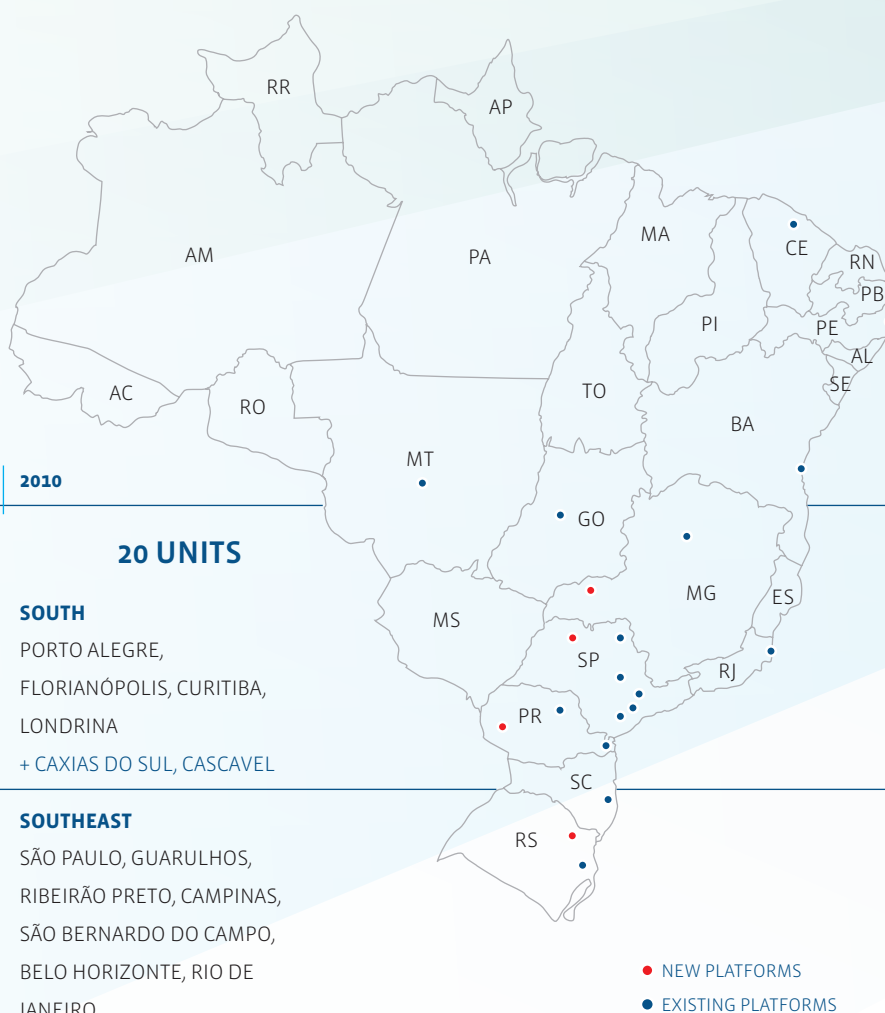 RR
AP
AM
PA
MA
CE
RN
PB
PI
PE
AL
SE
AC
RO
TO
BA
MT
GO
2010
20 UNITS
MS
MG
ES
SP
RJ
PR
SC
RS
SOUTH
PORTO ALEGRE,
FLORIANÓPOLIS, CURITIBA,
LONDRINA
+ CAXIAS DO SUL, CASCAVEL
SOUTHEAST
SÃO PAULO, GUARULHOS,
RIBEIRÃO PRETO, CAMPINAS,
SÃO BERNARDO DO CAMPO,
BELO HORIZONTE, RIO DE
JANEIRO
NEW PLATFORMS
EXISTING PLATFORMS